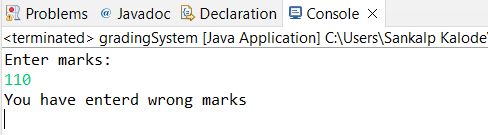 Problems Javadoc Declaration Console
<terminated> gradingSystem [Java Application] C:\Users\Sankalp Kalode\
Enter marks:
110
You have enterd wrong marks